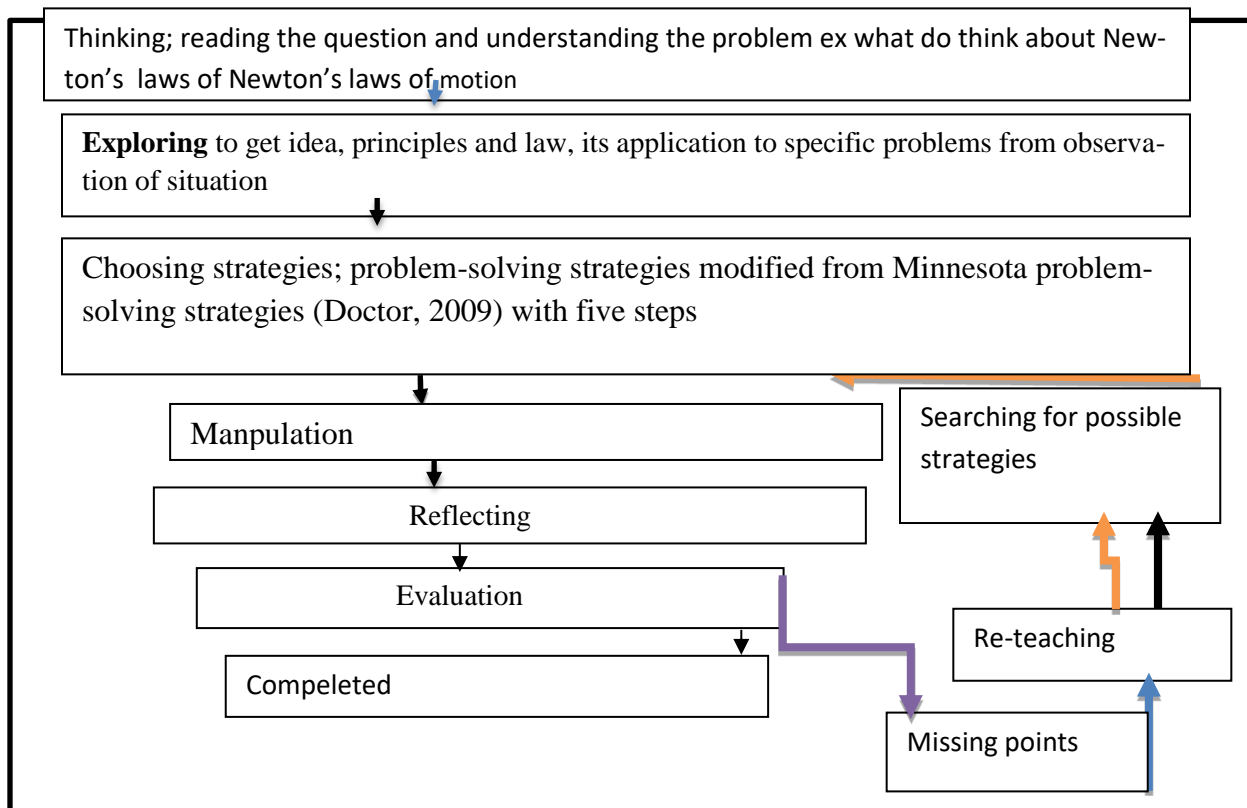 Thinking; reading the question and understanding the problem ex what do think about New-
ton’s laws of Newton’s laws of motion
Exploring to get idea, principles and law, its application to specific problems from observa-
tion of situation
Choosing strategies; problem-solving strategies modified from Minnesota problem-
solving strategies (Doctor, 2009) with five steps
Manpulation
Searching for possible
strategies
Reflecting
Evaluation
Re-teaching
Compeleted
Missing points